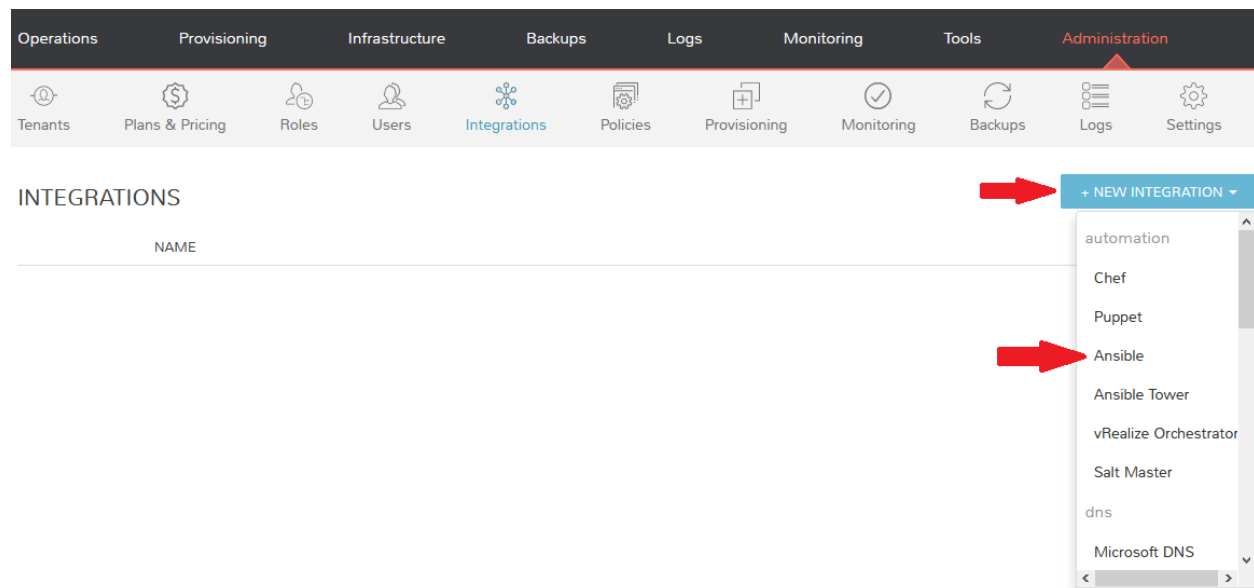 Operations Provisioning Infrastructure Backups Logs Monitoring Tools Administration
Tenants Plans & Pricing Roles Users Integrations Policies Provisioning Monitoring Backups Logs Settings
INTEGRATIONS
+ NEW INTEGRATION
NAME
automation
Chef
Puppet
Ansible
Ansible Tower
vRealize Orchestrator
Salt Master
dns
Microsoft DNS